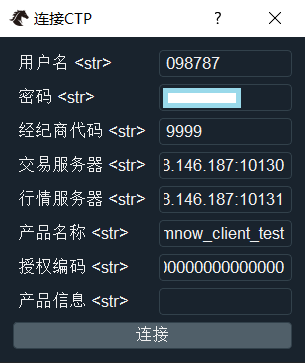 连接CTP ? ×
用户名 <str> 098787
密码 <str>
经纪商代码 <str> 9999
交易服务器 <str> 3.146.187:10130
行情服务器 <str> 3.146.187:10131
产品名称 <str> mnow_client_test
授权编码 <str> 0000000000000
产品信息 <str>
连接